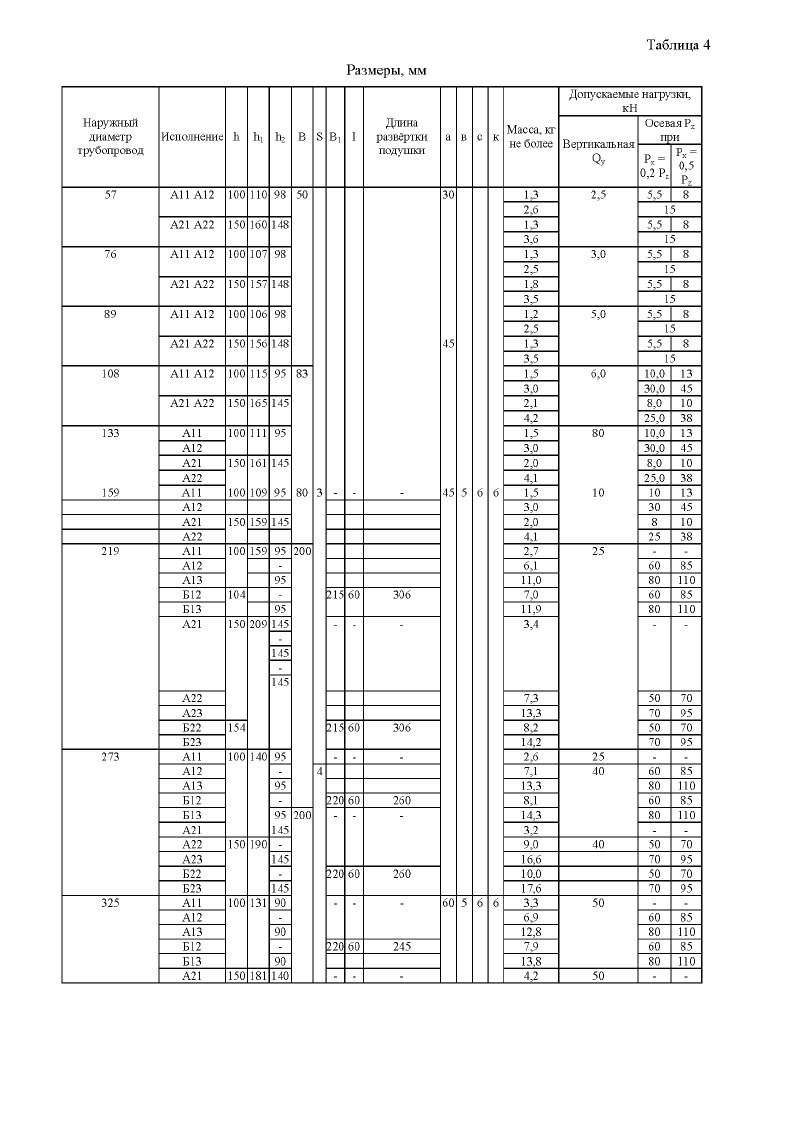 Таблица 4
Размеры, мм
Наружный диаметр трубопровод Исполнение h h₁ h₂ B S B₁ l Длина развёртки подушки а в с к Масса, кг не более Допускаемые нагрузки, кН
Вертикальная Qy Осевая Pz при
Px = 0,2 Pz Px = 0,5 Pz
57 А11 А12 100 110 98 50 30 1,3 2,5 5,5 8
2,6 15
А21 А22 150 160 148 1,3 5,5 8
3,6 15
76 А11 А12 100 107 98 1,3 3,0 5,5 8
2,5 15
А21 А22 150 157 148 1,8 5,5 8
3,5 15
89 А11 А12 100 106 98 1,2 5,0 5,5 8
2,5 15
А21 А22 150 156 148 45 1,3 5,5 8
3,5 15
108 А11 А12 100 115 95 83 1,5 6,0 10,0 13
3,0 30,0 45
А21 А22 150 165 145 2,1 8,0 10
4,2 25,0 38
133 А11 100 111 95 1,5 80 10,0 13
А12 3,0 30,0 45
А21 150 161 145 2,0 8,0 10
А22 4,1 25,0 38
159 А11 100 109 95 80 3 - - - 45 5 6 6 1,5 10 10 13
А12 3,0 30 45
А21 150 159 145 2,0 8 10
А22 4,1 25 38
219 А11 100 159 95 200 2,7 25 - -
А12 - 6,1 60 85
А13 95 11,0 80 110
Б12 104 - 215 60 306 7,0 60 85
Б13 95 11,9 80 110
А21 150 209 145 - - - 3,4 - -
-
145
-
145
А22 7,3 50 70
А23 13,3 70 95
Б22 154 215 60 306 8,2 50 70
Б23 14,2 70 95
273 А11 100 140 95 - - - 2,6 25 - -
А12 - 4 7,1 40 60 85
А13 95 13,3 80 110
Б12 - 220 60 260 8,1 60 85
Б13 95 200 - - - 14,3 80 110
А21 145 3,2 - -
А22 150 190 - 9,0 40 50 70
А23 145 16,6 70 95
Б22 - 220 60 260 10,0 50 70
Б23 145 17,6 70 95
325 А11 100 131 90 - - - 60 5 6 6 3,3 50 - -
А12 - 6,9 60 85
А13 90 12,8 80 110
Б12 - 220 60 245 7,9 60 85
Б13 90 13,8 80 110
А21 150 181 140 - - - 4,2 50 - -